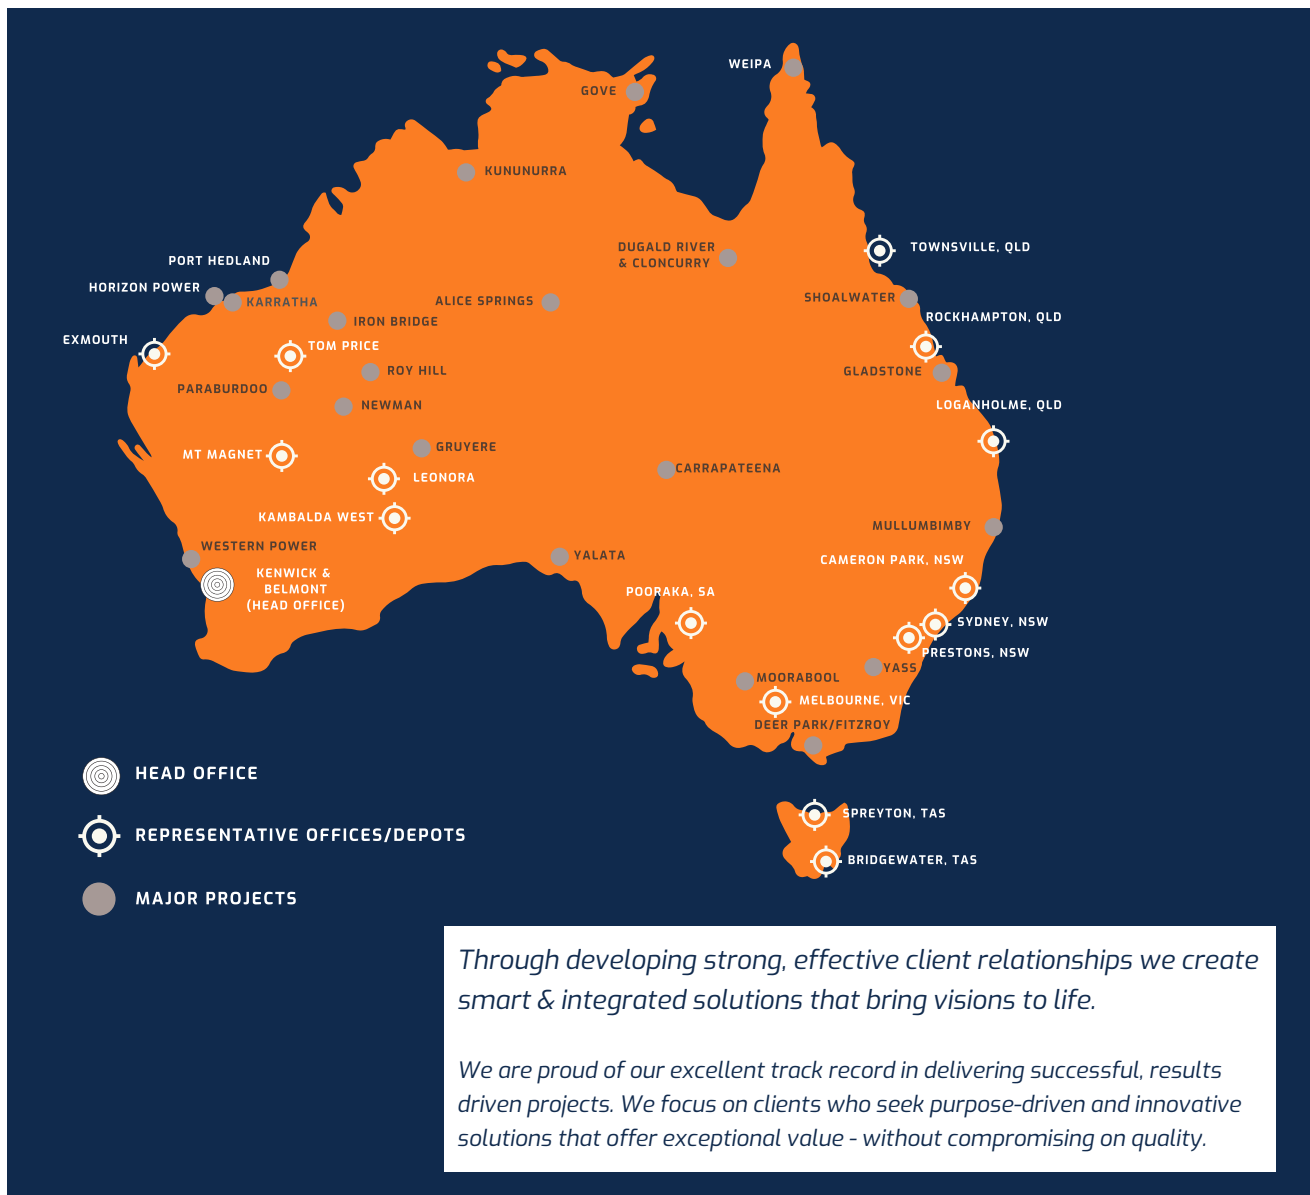 WEIPA
GOVE
KUNUNURRA
DUGALD RIVER
& CLONCURRY
TOWNSVILLE, QLD
PORT HEDLAND
HORIZON POWER
KARRATHA
ALICE SPRINGS
SHOALWATER
ROCKHAMPTON, QLD
IRON BRIDGE
EXMOUTH
TOM PRICE
ROY HILL
GLADSTONE
PARABURDOO
NEWMAN
LOGANHOLME, QLD
GRUYERE
MT MAGNET
CARRAPATEENA
LEONORA
KAMBALDA WEST
MULLUMBIMBY
WESTERN POWER
YALATA
CAMERON PARK, NSW
KENWICK &
BELMONT
(HEAD OFFICE)
POORAKA, SA
SYDNEY, NSW
PRESTONS, NSW
YASS
MOORABOOL
MELBOURNE, VIC
DEER PARK/FITZROY
HEAD OFFICE
SPREYTON, TAS
REPRESENTATIVE OFFICES/DEPOTS
BRIDGEWATER, TAS
MAJOR PROJECTS
Through developing strong, effective client relationships we create
smart & integrated solutions that bring visions to life.
We are proud of our excellent track record in delivering successful, results
driven projects. We focus on clients who seek purpose-driven and innovative
solutions that offer exceptional value - without compromising on quality.